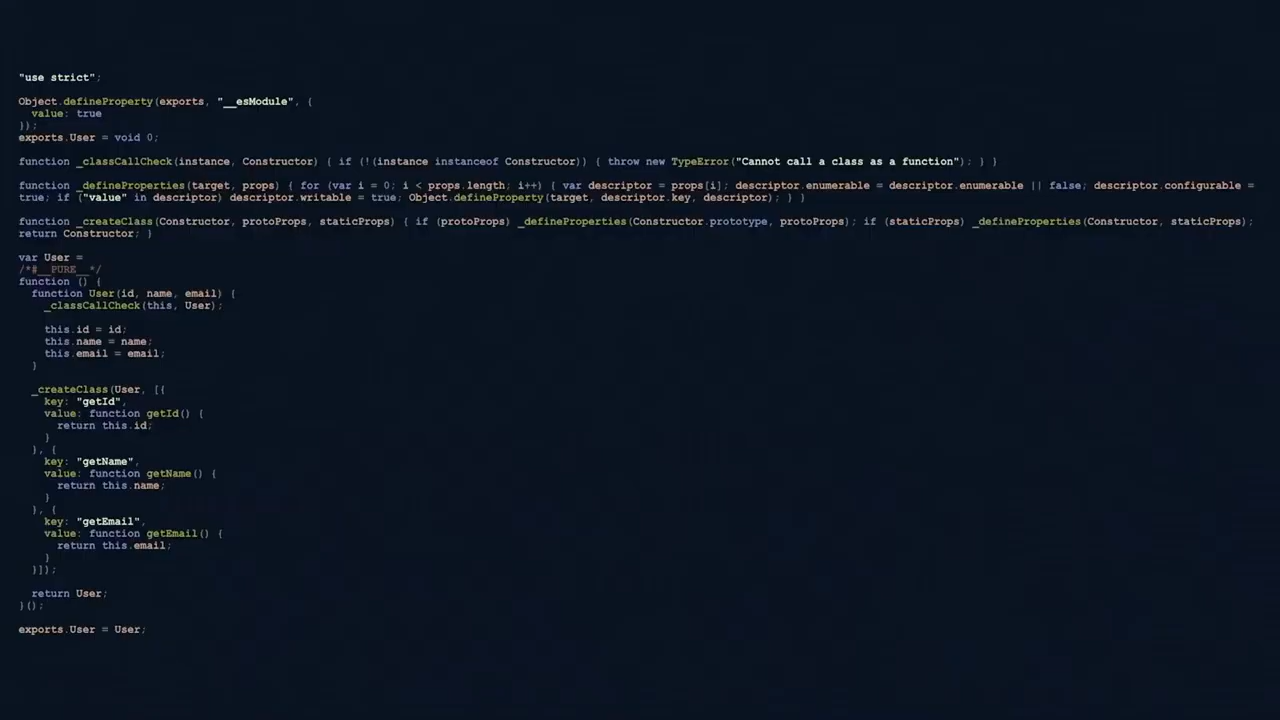 "use strict";
Object.defineProperty(exports, "__esModule", {
  value: true
});
exports.User = void 0;
function _classCallCheck(instance, Constructor) { if (!(instance instanceof Constructor)) { throw new TypeError("Cannot call a class as a function"); } }
function _defineProperties(target, props) { for (var i = 0; i < props.length; i++) { var descriptor = props[i]; descriptor.enumerable = descriptor.enumerable || false; descriptor.configurable =
true; if ("value" in descriptor) descriptor.writable = true; Object.defineProperty(target, descriptor.key, descriptor); } }
function _createClass(Constructor, protoProps, staticProps) { if (protoProps) _defineProperties(Constructor.prototype, protoProps); if (staticProps) _defineProperties(Constructor, staticProps);
return Constructor; }
var User =
/*#__PURE__*/
function () {
  function User(id, name, email) {
    _classCallCheck(this, User);
    this.id = id;
    this.name = name;
    this.email = email;
  }
  _createClass(User, [{
    key: "getId",
    value: function getId() {
      return this.id;
    }
  }, {
    key: "getName",
    value: function getName() {
      return this.name;
    }
  }, {
    key: "getEmail",
    value: function getEmail() {
      return this.email;
    }
  }]);
  return User;
}();
exports.User = User;